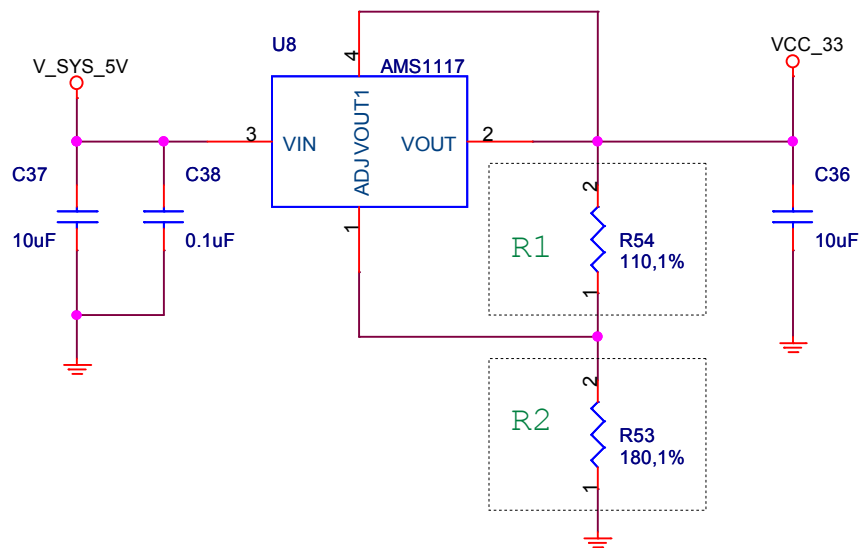 U8
4
AMS1117
V_SYS_5V
VCC_33
3
VIN
ADJ
VOUT1
VOUT
2
1
C37
10uF
C38
0.1uF
R1
2
R54
110,1%
1
C36
10uF
R2
2
R53
180,1%
1